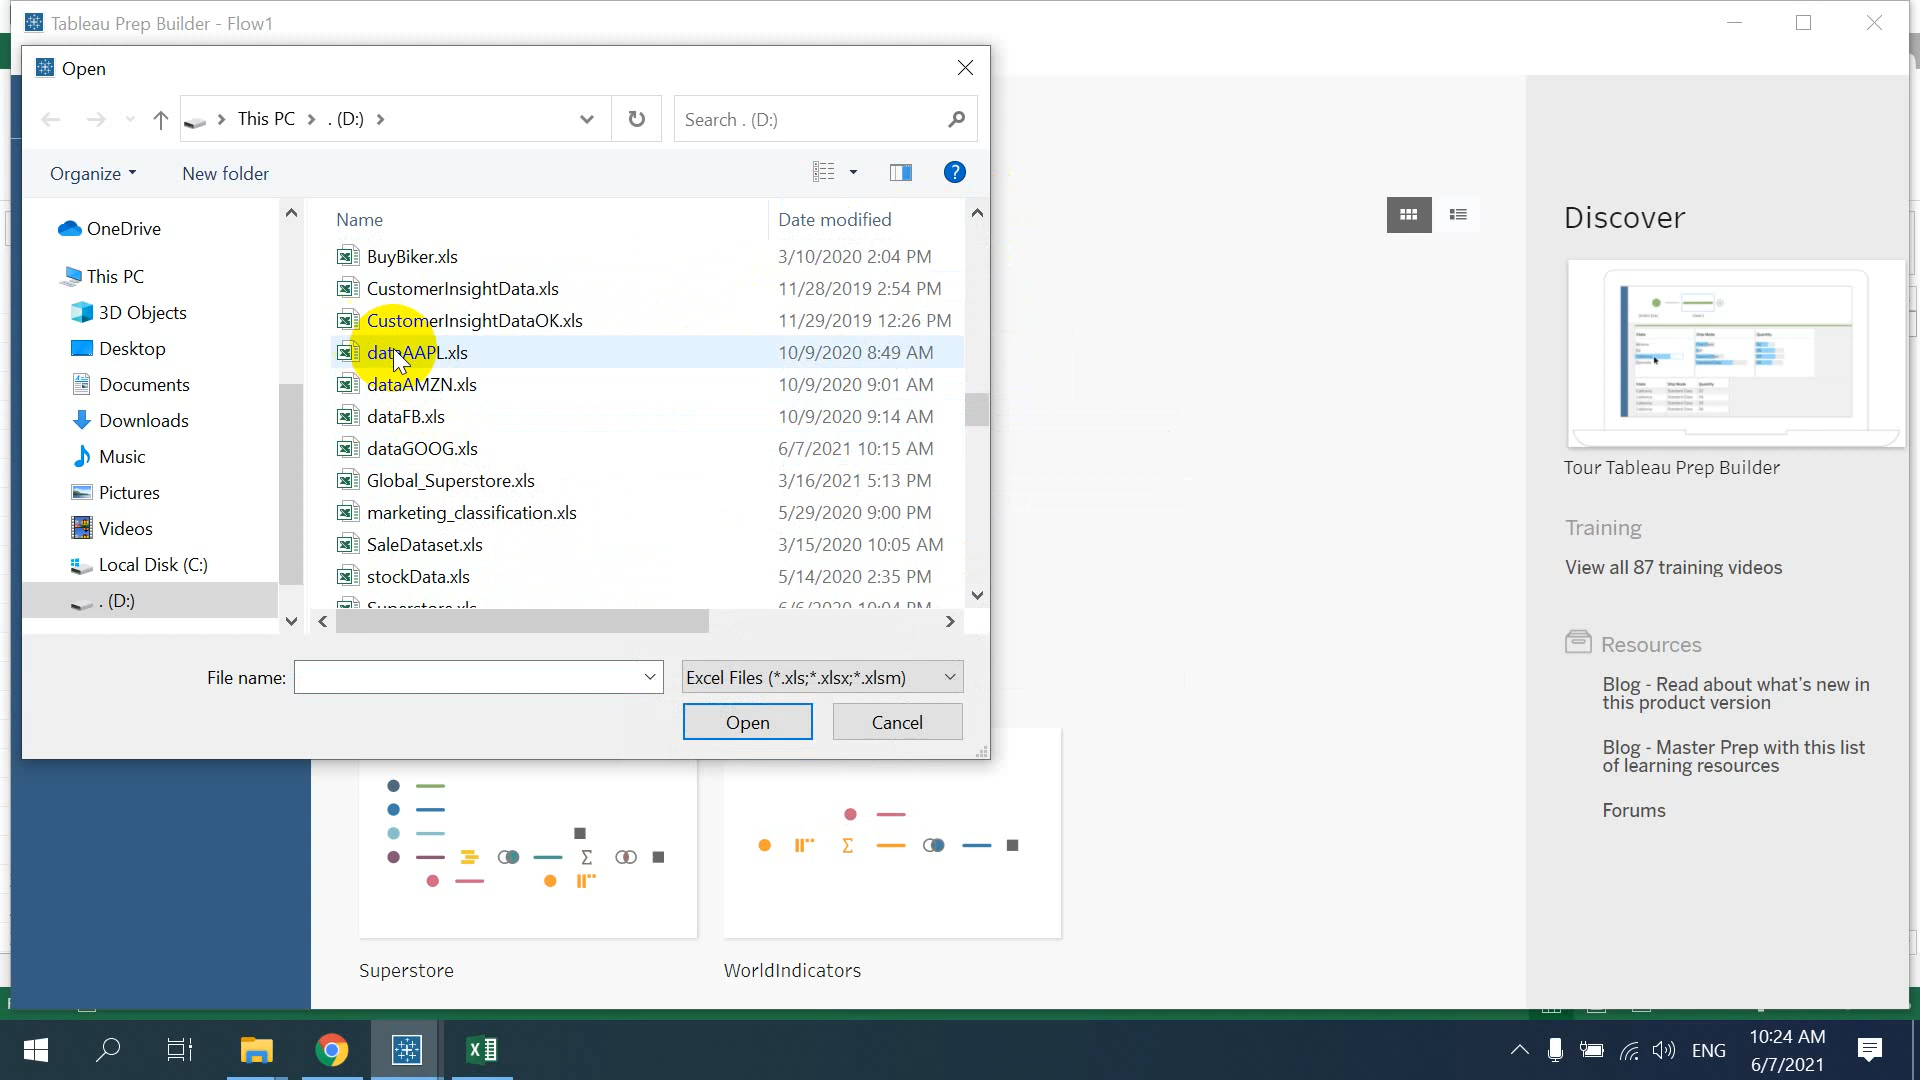 Tableau Prep Builder - Flow1
Open
This PC
. (D:)
Search . (D:)
Organize
New folder
?
OneDrive
This PC
3D Objects
Desktop
Documents
Downloads
Music
Pictures
Videos
Local Disk (C:)
. (D:)
Name Date modified
BuyBiker.xls 3/10/2020 2:04 PM
CustomerInsightData.xls 11/28/2019 2:54 PM
CustomerInsightDataOK.xls 11/29/2019 12:26 PM
dataAAPL.xls 10/9/2020 8:49 AM
dataAMZN.xls 10/9/2020 9:01 AM
dataFB.xls 10/9/2020 9:14 AM
dataGOOG.xls 6/7/2021 10:15 AM
Global_Superstore.xls 3/16/2021 5:13 PM
marketing_classification.xls 5/29/2020 9:00 PM
SaleDataset.xls 3/15/2020 10:05 AM
stockData.xls 5/14/2020 2:35 PM
Superstore.xls 6/6/2020 10:04 PM
File name:
Excel Files (*.xls;*.xlsx;*.xlsm)
Open
Cancel
Superstore
WorldIndicators
Discover
Tour Tableau Prep Builder
Training
View all 87 training videos
Resources
Blog - Read about what's new in
this product version
Blog - Master Prep with this list
of learning resources
Forums
ENG
10:24 AM
6/7/2021